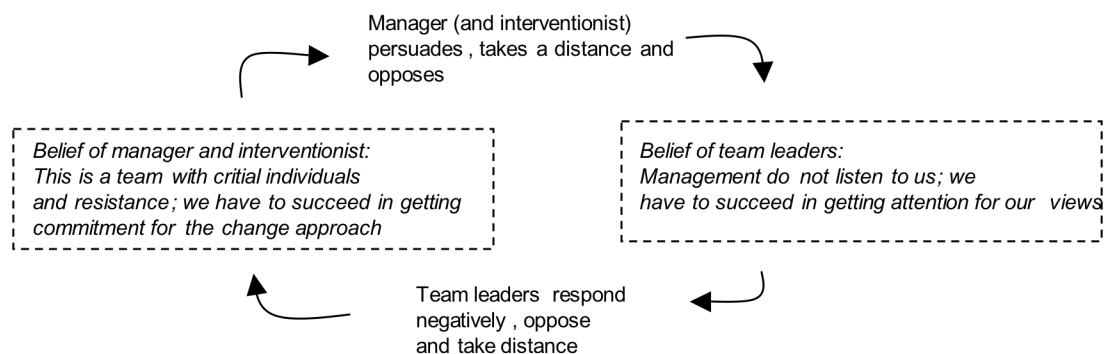 Manager (and interventionist)
persuades , takes a distance and
opposes
Belief of manager and interventionist:
This is a team with critial individuals
and resistance; we have to succeed in getting
commitment for the change approach
Belief of team leaders:
Management do not listen to us; we
have to succeed in getting attention for our views
Team leaders respond
negatively , oppose
and take distance